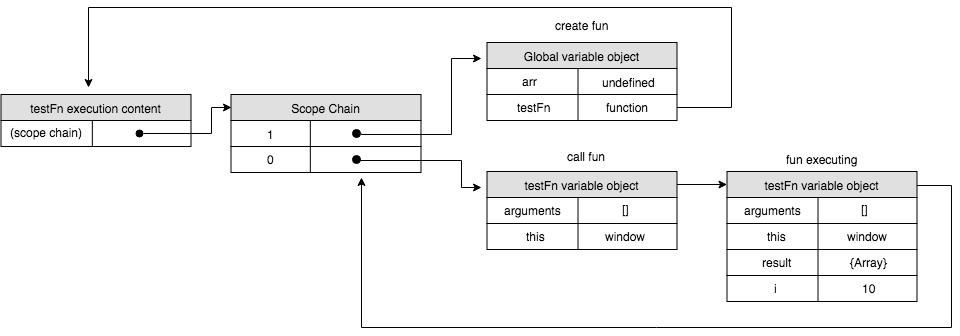 create fun
Global variable object
arr undefined
testFn function
testFn execution content
(scope chain)
Scope Chain
1
0
call fun
testFn variable object
arguments []
this window
fun executing
testFn variable object
arguments []
this window
result {Array}
i 10